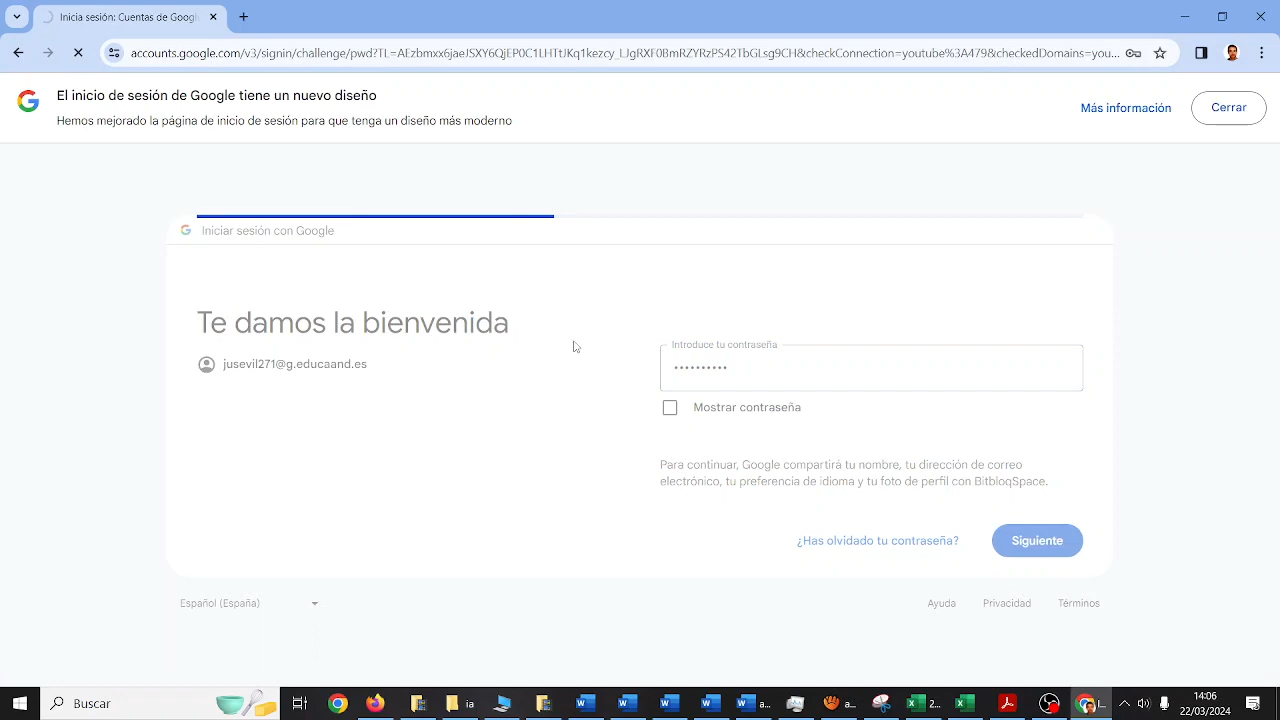 Inicia sesión: Cuentas de Googl
accounts.google.com/v3/signin/challenge/pwd?TL=AEzbmxx6jaeJSXY6QjEP0C1LHTtJKq1kezcy_lJgRXF0BmRZYRzPS42TbGLsg9CH&checkConnection=youtube%3A479&checkedDomains=you...
El inicio de sesión de Google tiene un nuevo diseño
Hemos mejorado la página de inicio de sesión para que tenga un diseño más moderno
Más información
Cerrar
Iniciar sesión con Google
Te damos la bienvenida
jusevil271@g.educaand.es
Introduce tu contraseña
••••••••••
Mostrar contraseña
Para continuar, Google compartirá tu nombre, tu dirección de correo
electrónico, tu preferencia de idioma y tu foto de perfil con BitbloqSpace.
¿Has olvidado tu contraseña?
Siguiente
Español (España)
Ayuda
Privacidad
Términos
Buscar
ia
14:06
22/03/2024